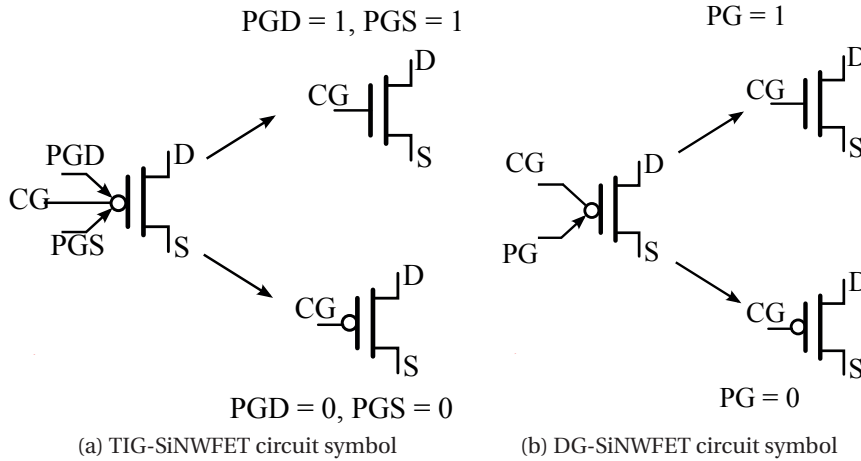 PGD = 1, PGS = 1
D
CG
S
PGD
D
CG
PGS
S
D
CG
S
PGD = 0, PGS = 0
(a) TIG-SiNWFET circuit symbol
PG = 1
D
CG
S
CG
D
PG
S
D
CG
S
PG = 0
(b) DG-SiNWFET circuit symbol